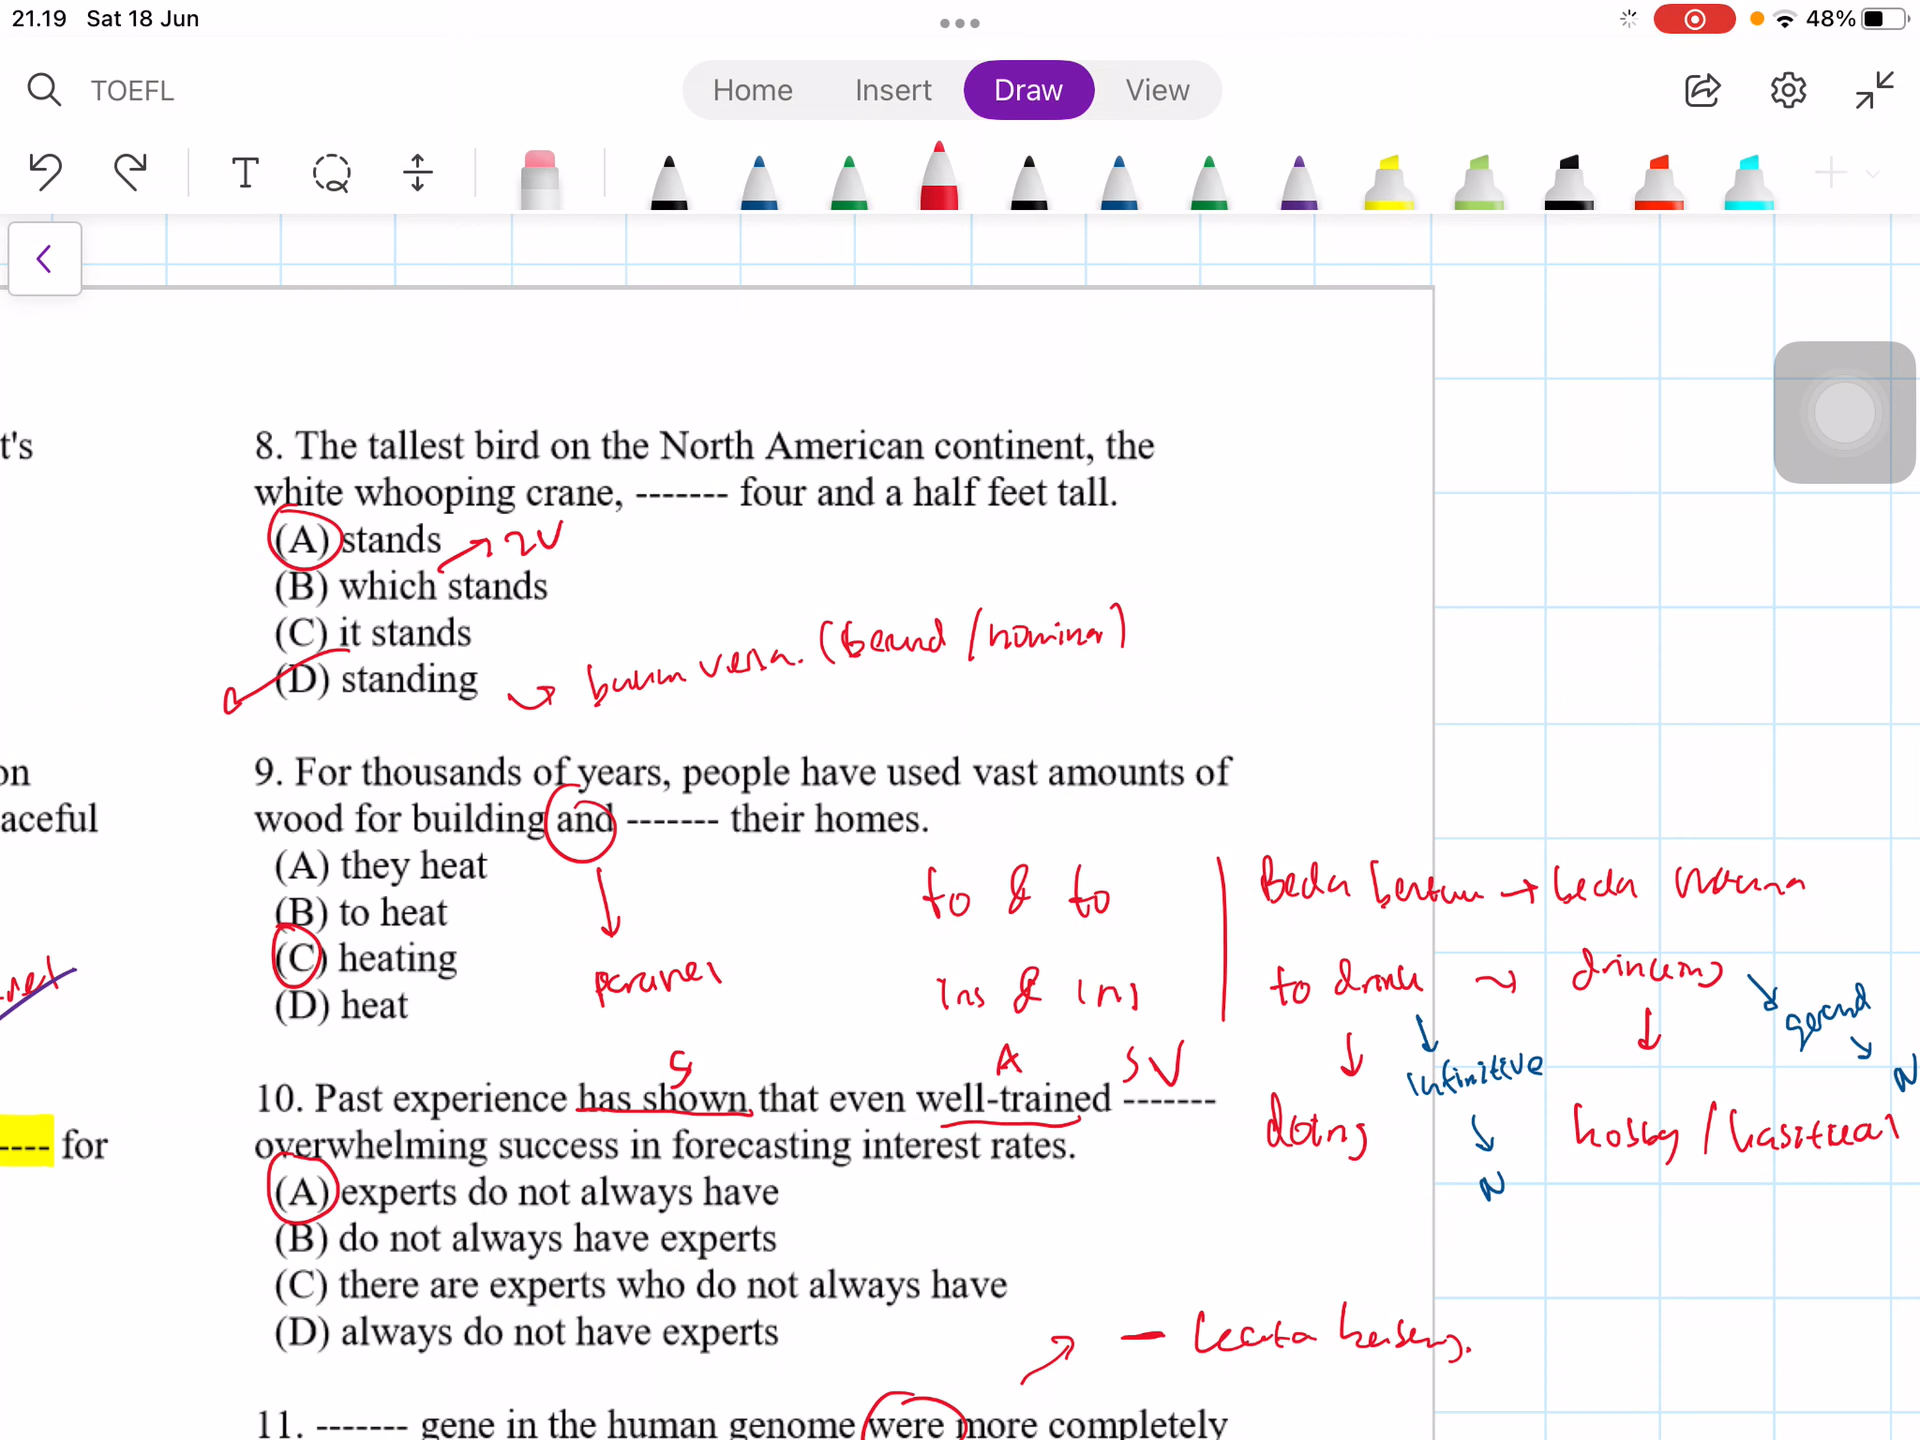 21.19 Sat 18 Jun
48%
TOEFL
Home Insert Draw View
T
t's
8. The tallest bird on the North American continent, the
white whooping crane, ------- four and a half feet tall.
(A) stands
2V
(B) which stands
(C) it stands
(D) standing
on
9. For thousands of years, people have used vast amounts of
aceful
wood for building and ------- their homes.
(A) they heat
(B) to heat
(C) heating
(D) heat
to & to
ing & ing
Beda bentuk → beda makna
to drink
infinitive
N
doing
gerund
N
S
A
SV
10. Past experience has shown that even well-trained -------
---- for
overwhelming success in forecasting interest rates.
(A) experts do not always have
(B) do not always have experts
(C) there are experts who do not always have
(D) always do not have experts
11. ------- gene in the human genome were more completely